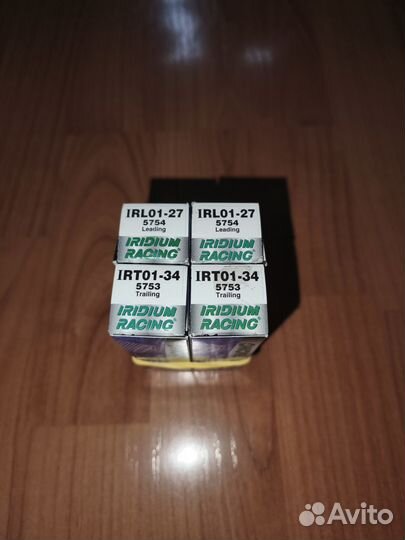 IRL01-27
5754
Leading
IRIDIUM
RACING
IRL01-27
5754
Leading
IRIDIUM
RACING
IRT01-34
5753
Trailing
IRIDIUM
RACING
IRT01-34
5753
Trailing
IRIDIUM
RACING
Avito